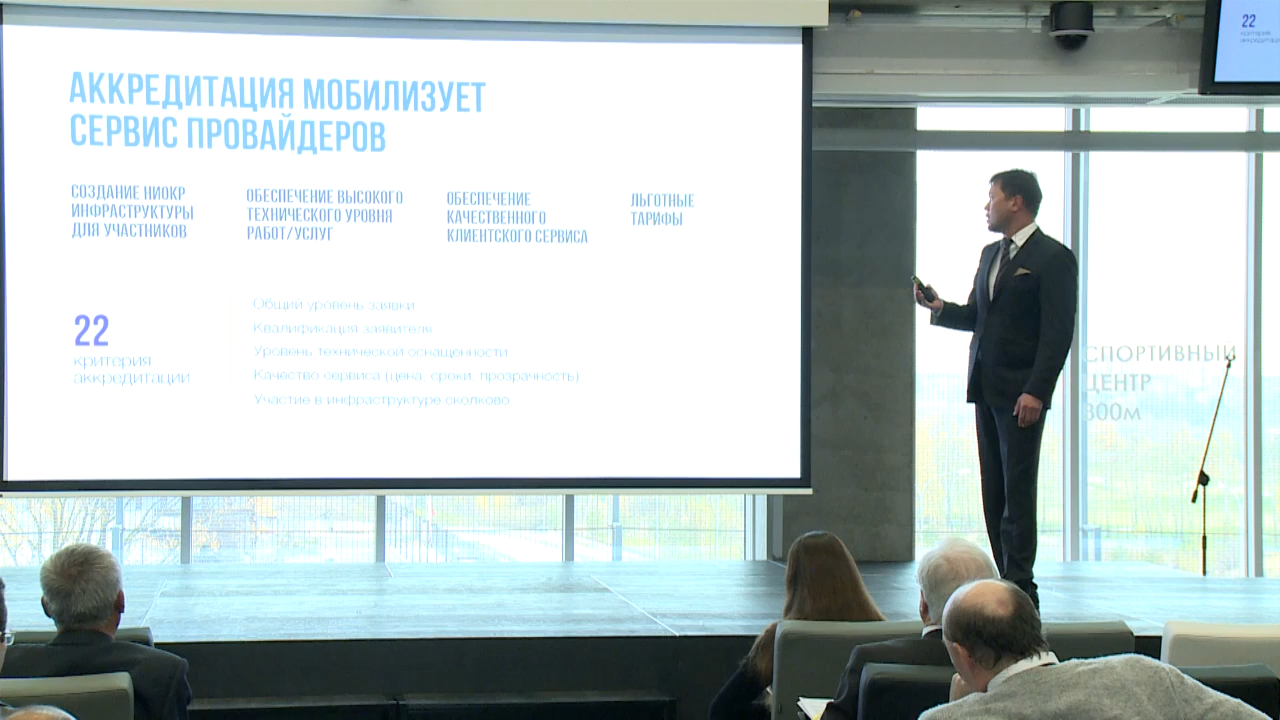 АККРЕДИТАЦИЯ МОБИЛИЗУЕТ
СЕРВИС ПРОВАЙДЕРОВ
СОЗДАНИЕ НИОКР
ИНФРАСТРУКТУРЫ
ДЛЯ УЧАСТНИКОВ
ОБЕСПЕЧЕНИЕ ВЫСОКОГО
ТЕХНИЧЕСКОГО УРОВНЯ
РАБОТ/УСЛУГ
ОБЕСПЕЧЕНИЕ
КАЧЕСТВЕННОГО
КЛИЕНТСКОГО СЕРВИСА
ЛЬГОТНЫЕ
ТАРИФЫ
22
критерия
аккредитации
Общий уровень заявки
Квалификация заявителя
Уровень технической оснащенности
Качество сервиса (цена, сроки, прозрачность)
Участие в инфраструктуре сколково
22
критерия
СПОРТИВНЫЙ
ЦЕНТР
300м